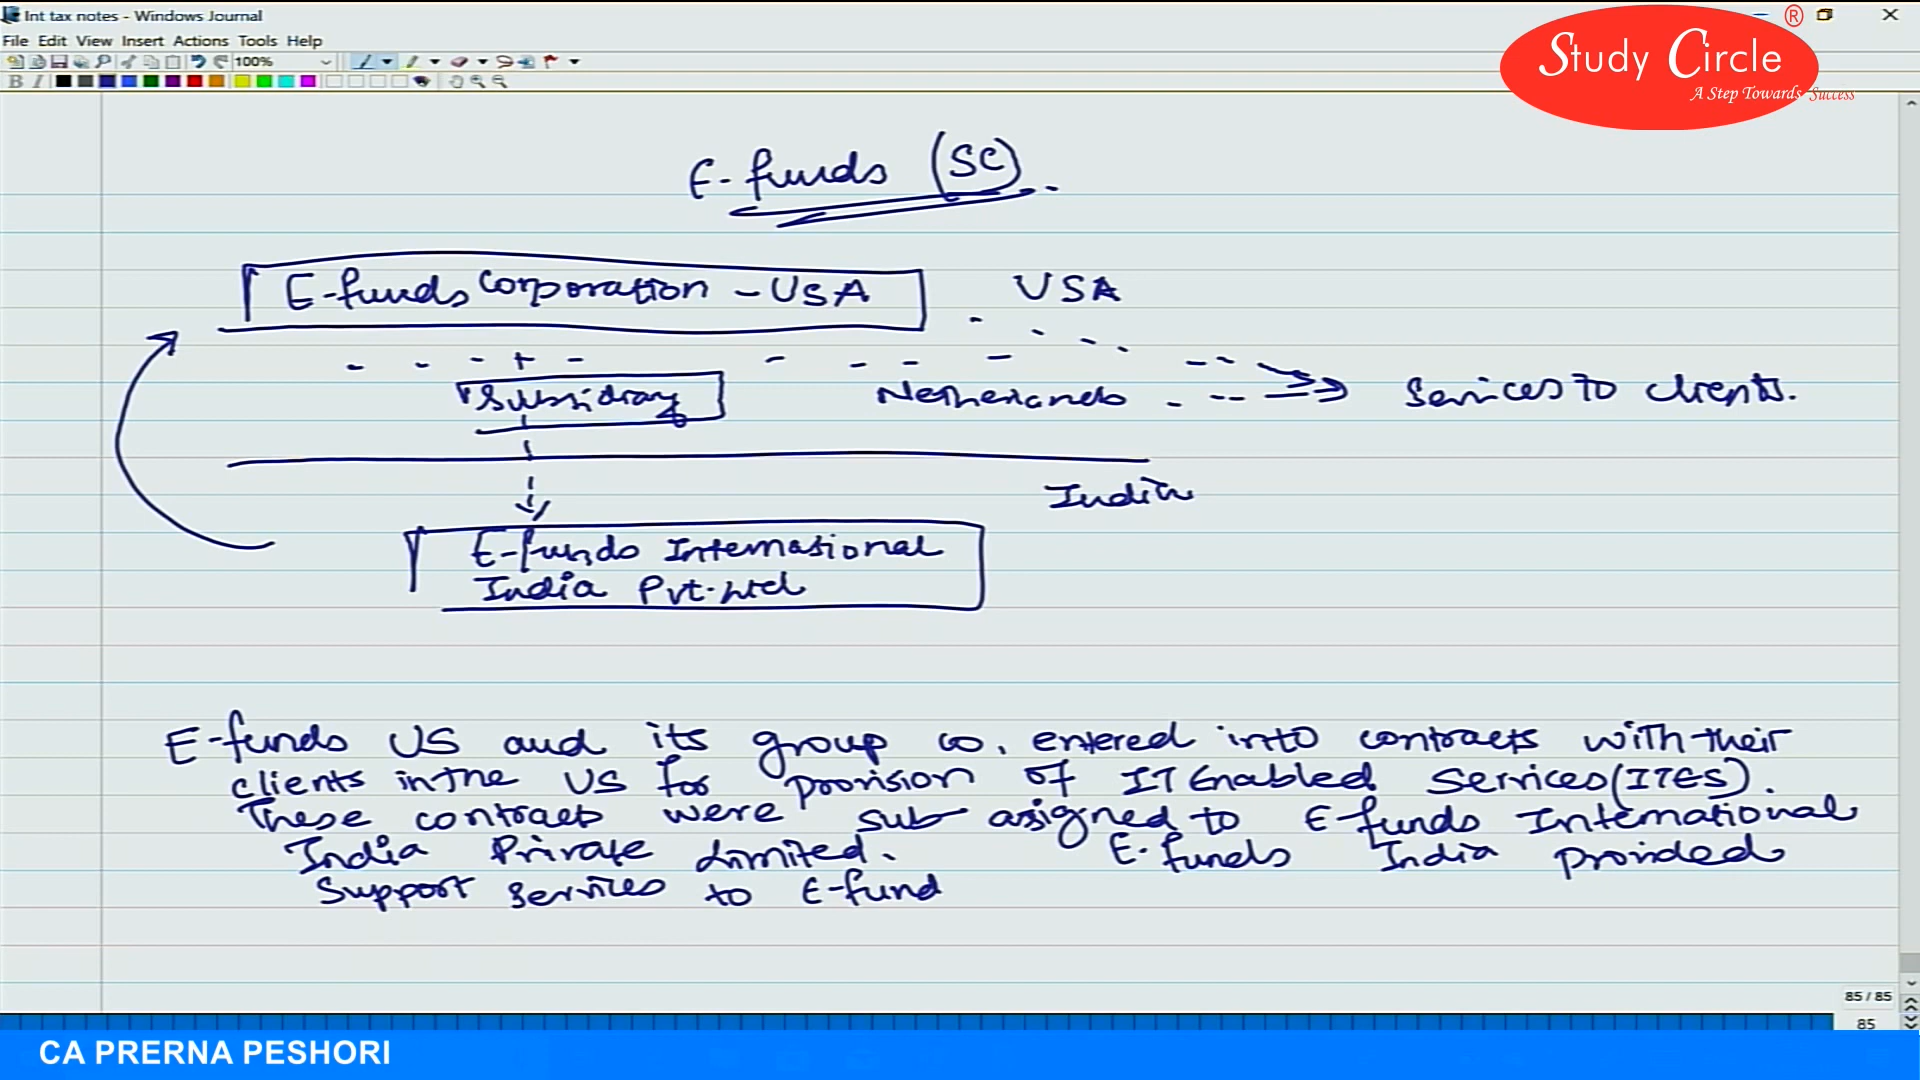 Int tax notes - Windows Journal
File Edit View Insert Actions Tools Help
100%
B I
Study Circle ®
A Step Towards Success
E-funds (SC)
E-funds Corporation - USA
USA
Subsidiary
Netherlands
Services to clients.
India
E-funds International
India Pvt. Ltd
E-funds US and its group co. entered into contracts with their
clients in the US for provision of IT Enabled Services (ITES).
These contracts were sub-assigned to E-funds International
India Private Limited. E-funds India provided
Support Services to E-fund
85 / 85
85
CA PRERNA PESHORI